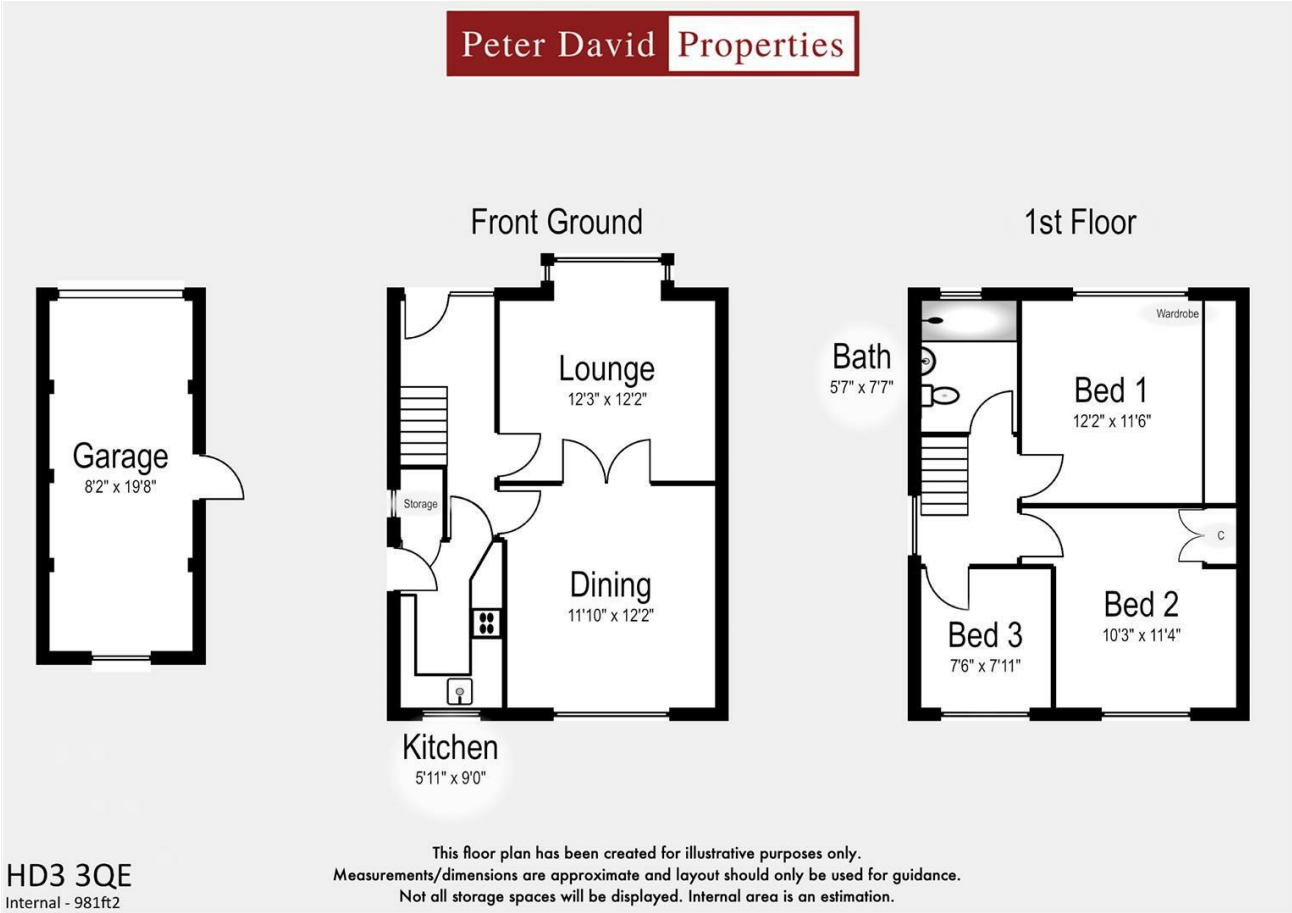 Peter David Properties
Front Ground
1st Floor
Garage
8'2" x 19'8"
Lounge
12'3" x 12'2"
Storage
Dining
11'10" x 12'2"
Kitchen
5'11" x 9'0"
Bath
5'7" x 7'7"
Wardrobe
Bed 1
12'2" x 11'6"
C
Bed 2
10'3" x 11'4"
Bed 3
7'6" x 7'11"
HD3 3QE
Internal - 981ft2
This floor plan has been created for illustrative purposes only.
Measurements/dimensions are approximate and layout should only be used for guidance.
Not all storage spaces will be displayed. Internal area is an estimation.